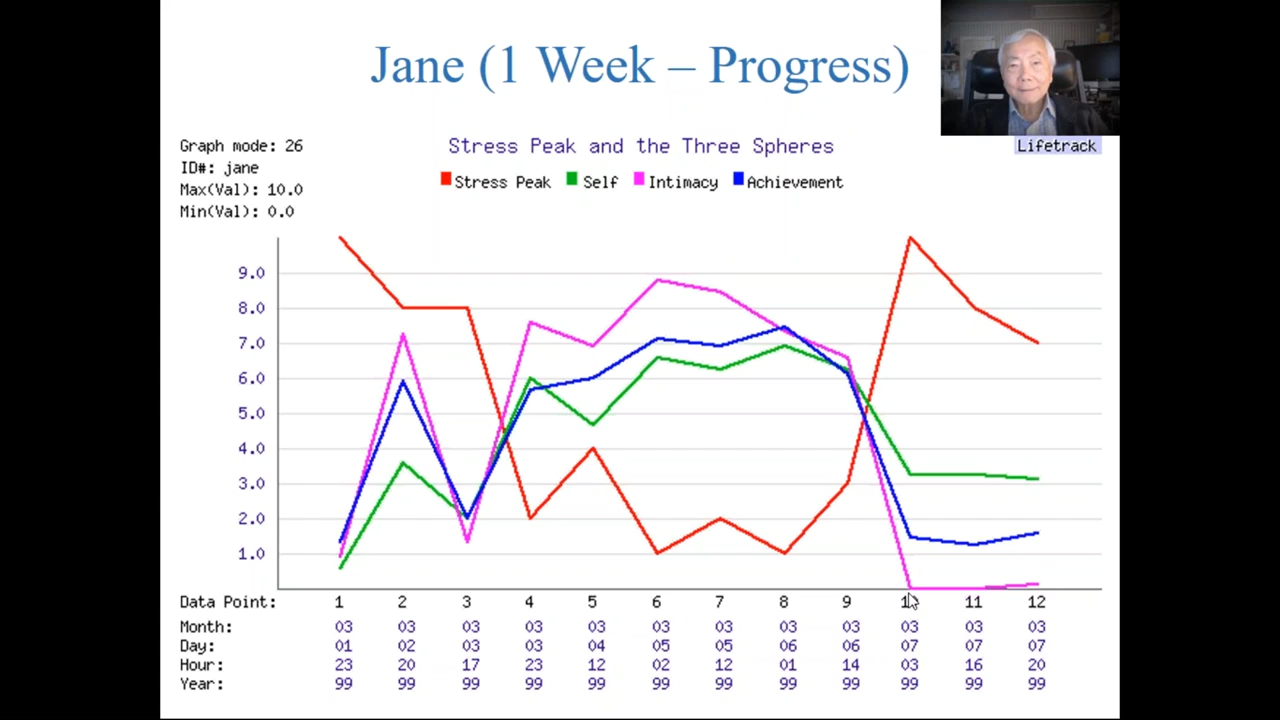 Jane (1 Week – Progress)
Graph mode: 26
Stress Peak and the Three Spheres
Lifetrack
ID#: jane
Stress Peak Self Intimacy Achievement
Max(Val): 10.0
Min(Val): 0.0
9.0
8.0
7.0
6.0
5.0
4.0
3.0
2.0
1.0
Data Point: 1 2 3 4 5 6 7 8 9 10 11 12
Month: 03 03 03 03 03 03 03 03 03 03 03 03
Day: 01 02 03 03 04 05 05 06 06 07 07 07
Hour: 23 20 17 23 12 02 12 01 14 03 16 20
Year: 99 99 99 99 99 99 99 99 99 99 99 99